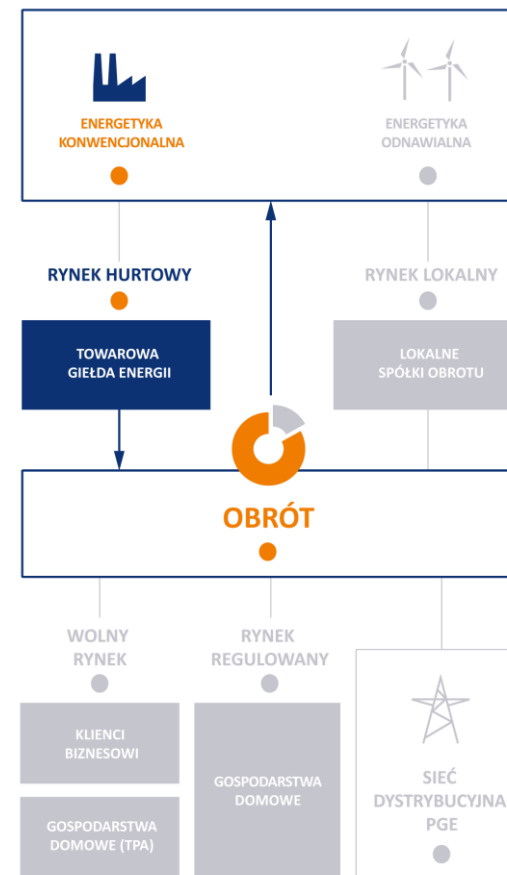 ENERGETYKA
KONWENCJONALNA
ENERGETYKA
ODNAWIALNA
RYNEK HURTOWY
RYNEK LOKALNY
TOWAROWA
GIEŁDA ENERGII
LOKALNE
SPÓŁKI OBROTU
OBRÓT
WOLNY
RYNEK
RYNEK
REGULOWANY
KLIENCI
BIZNESOWI
GOSPODARSTWA
DOMOWE (TPA)
GOSPODARSTWA
DOMOWE
SIEĆ
DYSTRYBUCYJNA
PGE